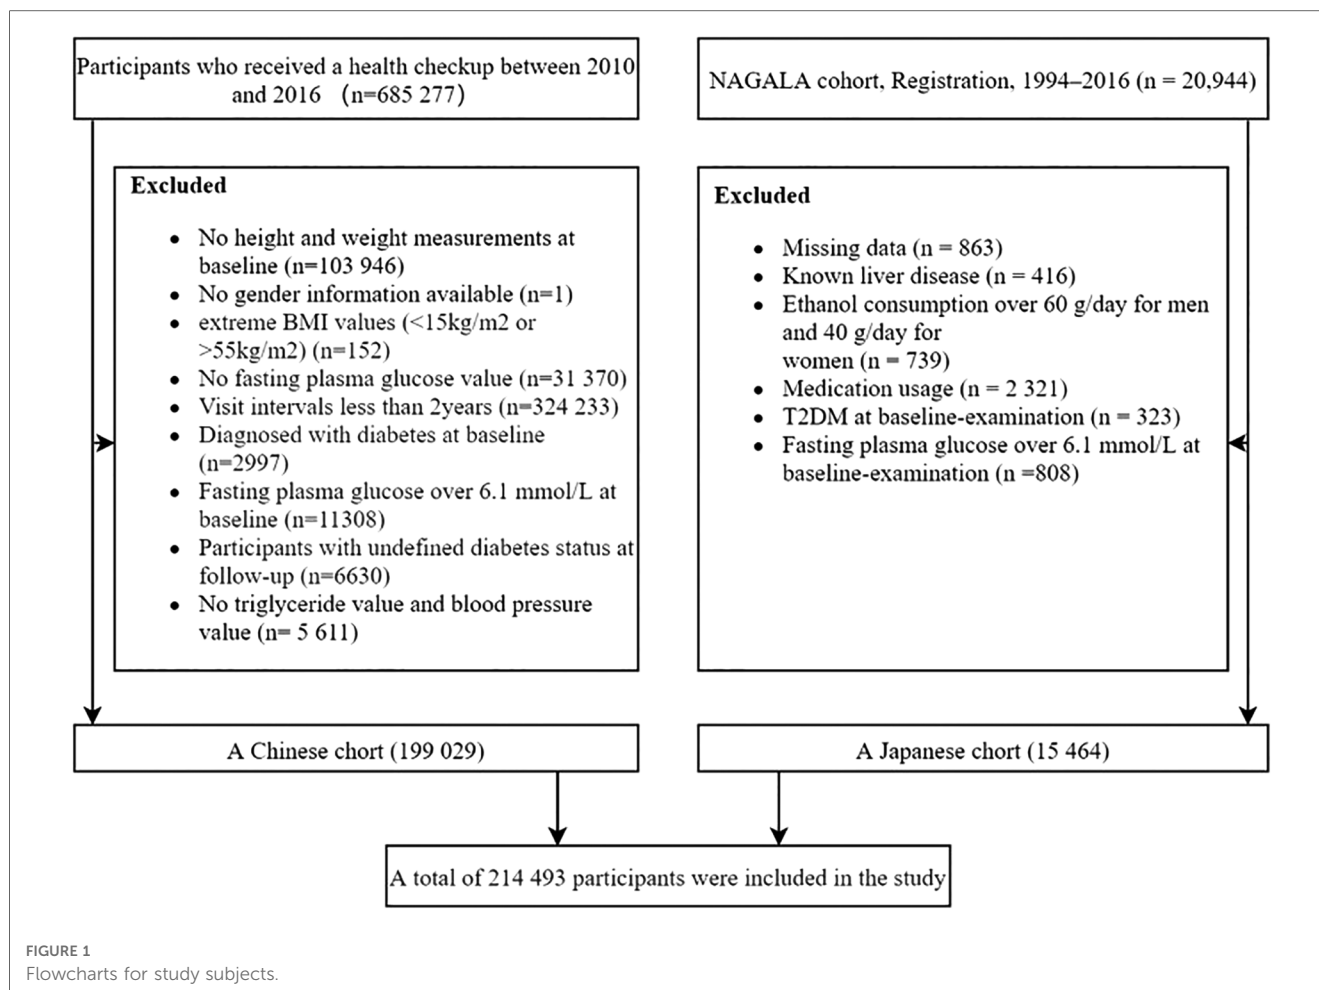 Participants who received a health checkup between 2010
and 2016 (n=685 277)
Excluded
• No height and weight measurements at
baseline (n=103 946)
• No gender information available (n=1)
• extreme BMI values (<15kg/m2 or
>55kg/m2) (n=152)
• No fasting plasma glucose value (n=31 370)
• Visit intervals less than 2years (n=324 233)
• Diagnosed with diabetes at baseline
(n=2997)
• Fasting plasma glucose over 6.1 mmol/L at
baseline (n=11308)
• Participants with undefined diabetes status at
follow-up (n=6630)
• No triglyceride value and blood pressure
value (n= 5 611)
A Chinese chort (199 029)
NAGALA cohort, Registration, 1994–2016 (n = 20,944)
Excluded
• Missing data (n = 863)
• Known liver disease (n = 416)
• Ethanol consumption over 60 g/day for men
and 40 g/day for
women (n = 739)
• Medication usage (n = 2 321)
• T2DM at baseline-examination (n = 323)
• Fasting plasma glucose over 6.1 mmol/L at
baseline-examination (n =808)
A Japanese chort (15 464)
A total of 214 493 participants were included in the study
FIGURE 1
Flowcharts for study subjects.